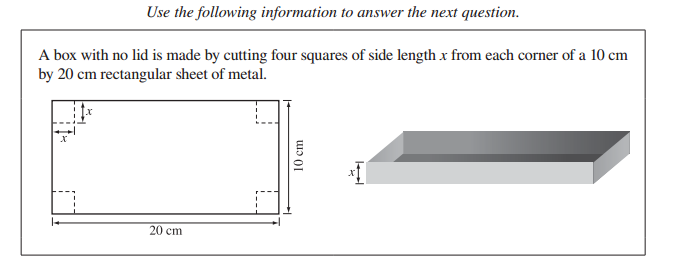 Use the following information to answer the next question.
A box with no lid is made by cutting four squares of side length x from each corner of a 10 cm
by 20 cm rectangular sheet of metal.
x
x
10 cm
x
20 cm